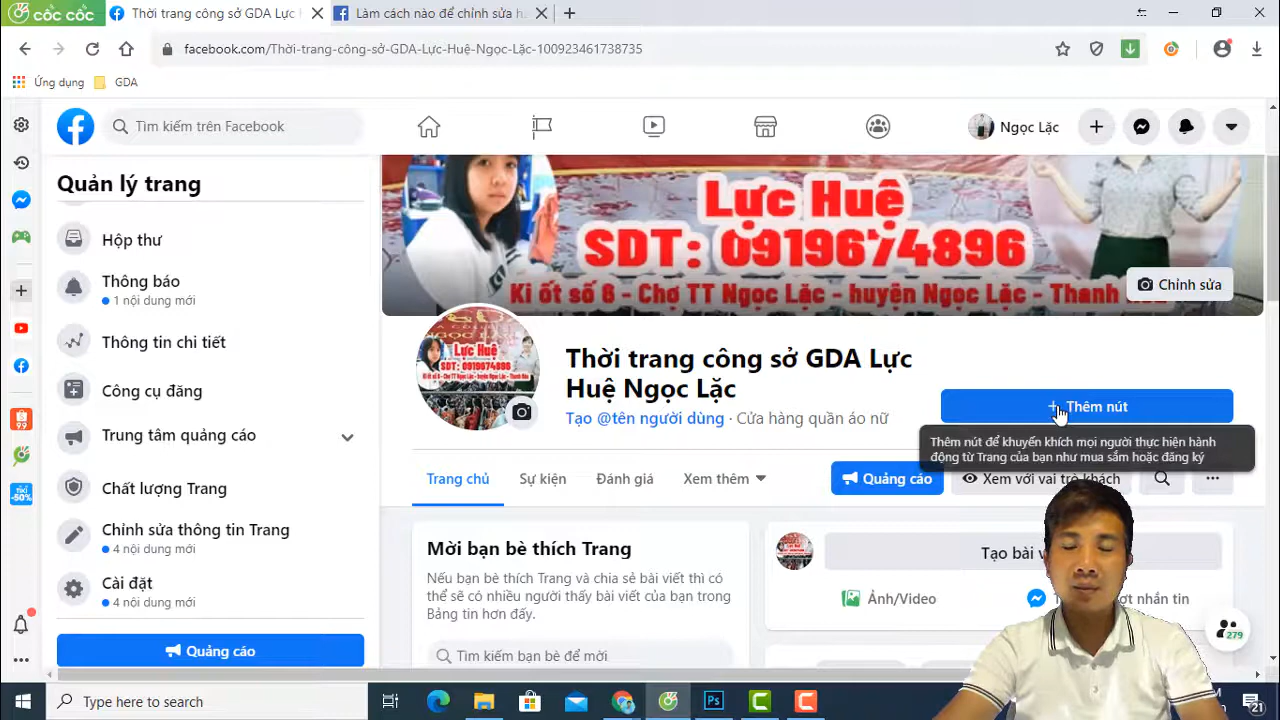 cốc cốc
Thời trang công sở GDA Lực H
Làm cách nào để chỉnh sửa h
facebook.com/Thời-trang-công-sở-GDA-Lực-Huệ-Ngọc-Lặc-100923461738735
Ứng dụng
GDA
Tìm kiếm trên Facebook
Ngọc Lặc
Quản lý trang
Hộp thư
Thông báo
1 nội dung mới
Thông tin chi tiết
Công cụ đăng
Trung tâm quảng cáo
Chất lượng Trang
Chỉnh sửa thông tin Trang
4 nội dung mới
Cài đặt
4 nội dung mới
Quảng cáo
Lực Huệ
SDT: 0919674896
Ki ốt số 6 - Chợ TT Ngọc Lặc - huyện Ngọc Lặc - Thanh
Chỉnh sửa
Lực Huệ
SDT: 0919674896
Thời trang công sở GDA Lực
Huệ Ngọc Lặc
Tạo @tên người dùng · Cửa hàng quần áo nữ
+ Thêm nút
Thêm nút để khuyến khích mọi người thực hiện hành
động từ Trang của bạn như mua sắm hoặc đăng ký
Trang chủ
Sự kiện
Đánh giá
Xem thêm
Quảng cáo
Xem với vai trò khách
Mời bạn bè thích Trang
Nếu bạn bè thích Trang và chia sẻ bài viết thì có
thể sẽ có nhiều người thấy bài viết của bạn trong
Bảng tin hơn đấy.
Tìm kiếm bạn bè để mời
Tạo bài
Ảnh/Video
nhắn tin
279
Type here to search
21